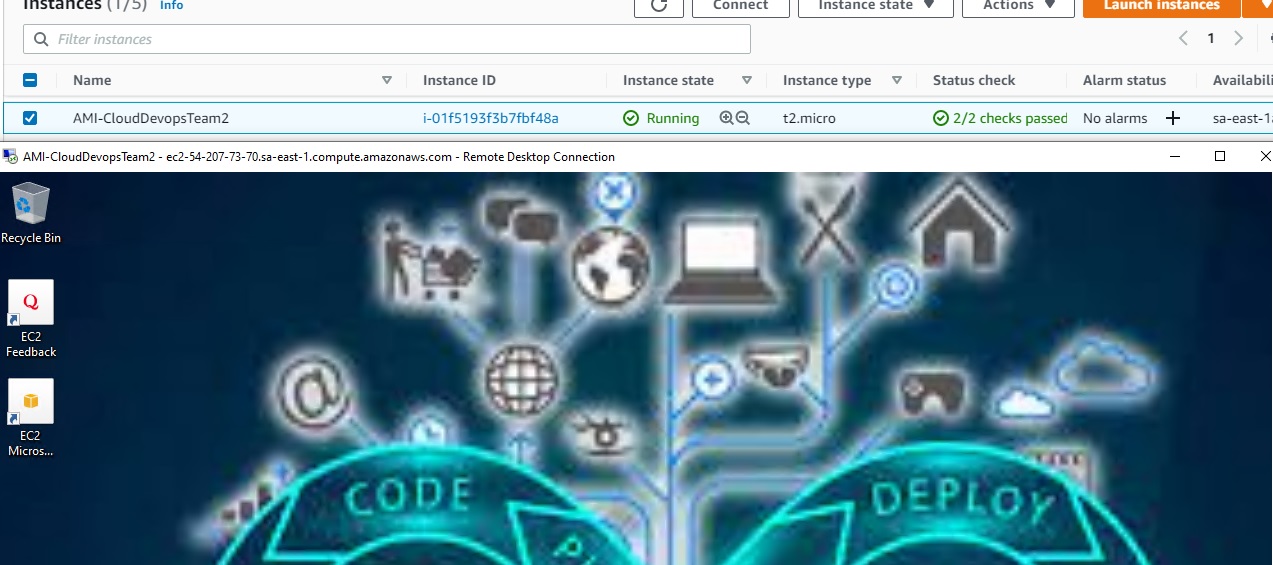 Instances (1/5) Info
Connect
Instance state
Actions
Launch instances
Filter instances
1
Name
Instance ID
Instance state
Instance type
Status check
Alarm status
Availabili
AMI-CloudDevopsTeam2
i-01f5193f3b7fbf48a
Running
t2.micro
2/2 checks passed
No alarms
sa-east-1a
AMI-CloudDevopsTeam2 - ec2-54-207-73-70.sa-east-1.compute.amazonaws.com - Remote Desktop Connection
Recycle Bin
Q
EC2
Feedback
EC2
Micros...
@
CODE
DEPLOY